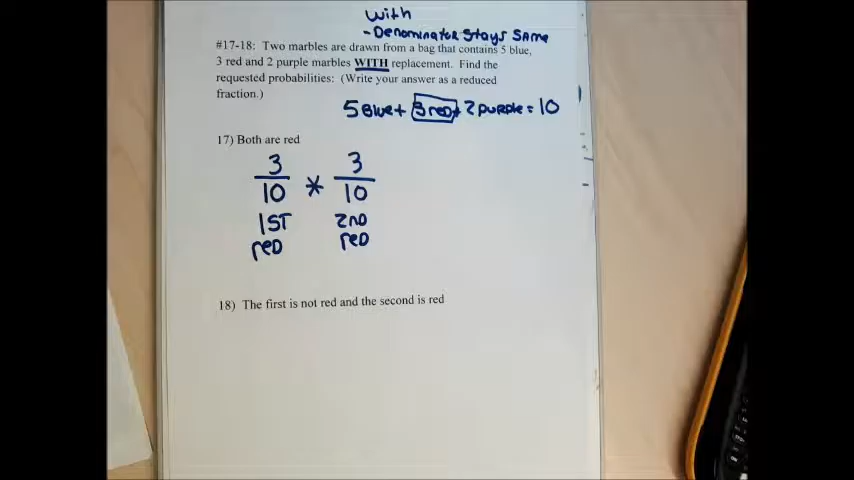 With
- Denominator Stays Same
#17-18: Two marbles are drawn from a bag that contains 5 blue,
3 red and 2 purple marbles WITH replacement. Find the
requested probabilities: (Write your answer as a reduced
fraction.)
5 Blue + 3 red + 2 purple = 10
17) Both are red
3 3
10 * 10
1ST 2ND
red red
18) The first is not red and the second is red